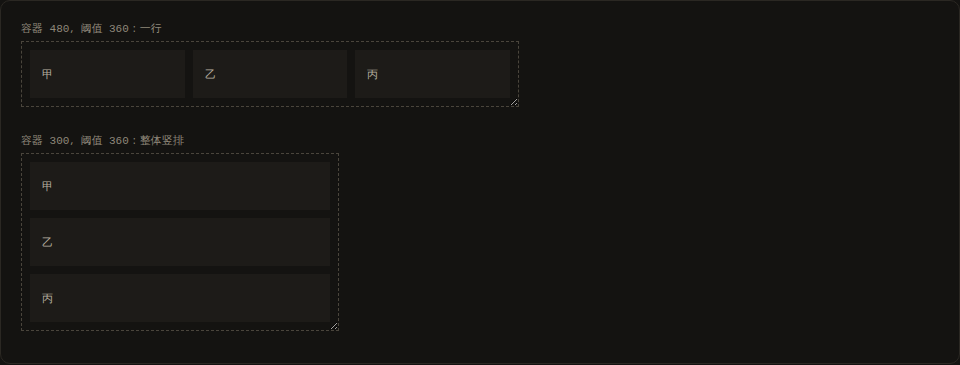 容器 480, 阈值 360：一行
甲 乙 丙
容器 300, 阈值 360：整体竖排
甲
乙
丙